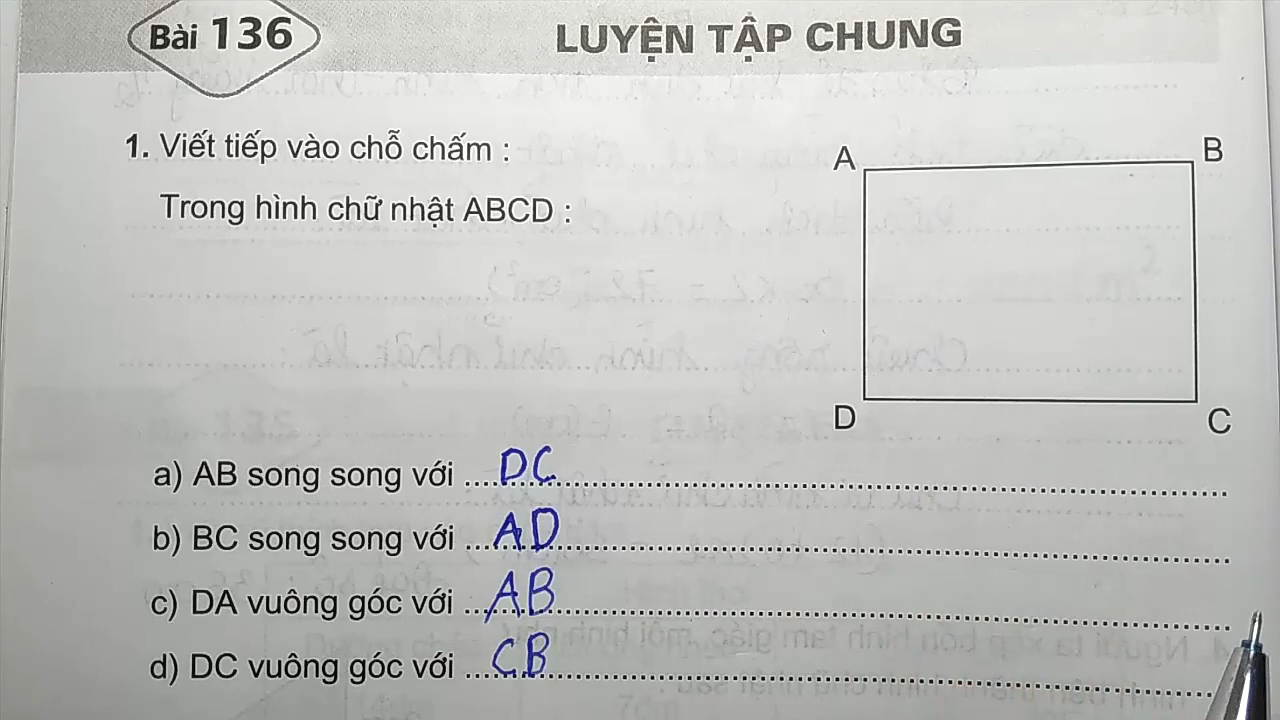 Bài 136
LUYỆN TẬP CHUNG
1. Viết tiếp vào chỗ chấm :
Trong hình chữ nhật ABCD :
A
B
D
C
a) AB song song với DC
b) BC song song với AD
c) DA vuông góc với AB
d) DC vuông góc với CB